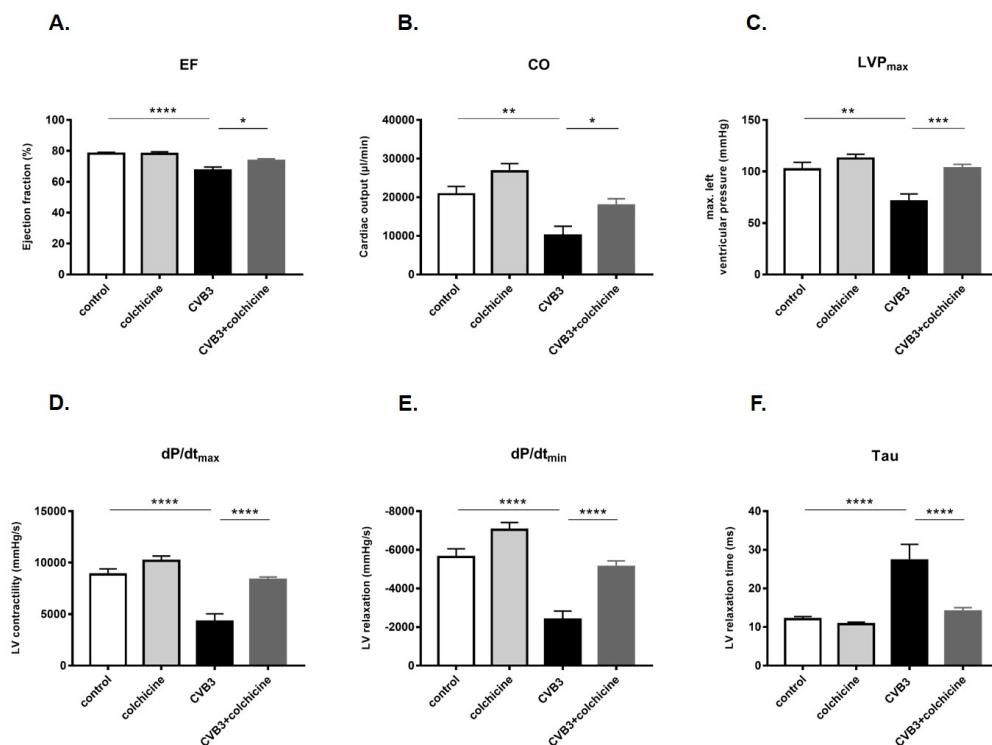 A.
EF
****
*
Ejection fraction (%)
100
80
60
40
20
0
control
colchicine
CVB3
CVB3+colchicine
B.
CO
**
*
Cardiac output (µl/min)
40000
30000
20000
10000
0
control
colchicine
CVB3
CVB3+colchicine
C.
LVPmax
**
***
max. left
ventricular pressure (mmHg)
150
100
50
0
control
colchicine
CVB3
CVB3+colchicine
D.
dP/dtmax
****
****
LV contractility (mmHg/s)
15000
10000
5000
0
control
colchicine
CVB3
CVB3+colchicine
E.
dP/dtmin
****
****
LV relaxation (mmHg/s)
-8000
-6000
-4000
-2000
0
control
colchicine
CVB3
CVB3+colchicine
F.
Tau
****
****
LV relaxation time (ms)
40
30
20
10
0
control
colchicine
CVB3
CVB3+colchicine